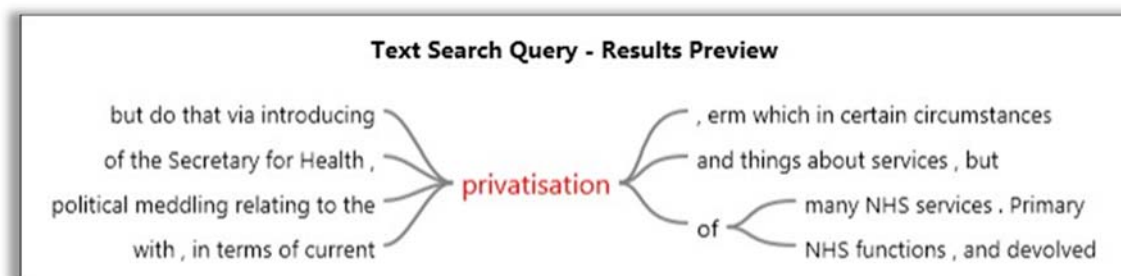 Text Search Query - Results Preview
but do that via introducing
of the Secretary for Health ,
political meddling relating to the
with , in terms of current
privatisation
, erm which in certain circumstances
and things about services , but
of
many NHS services . Primary
NHS functions , and devolved